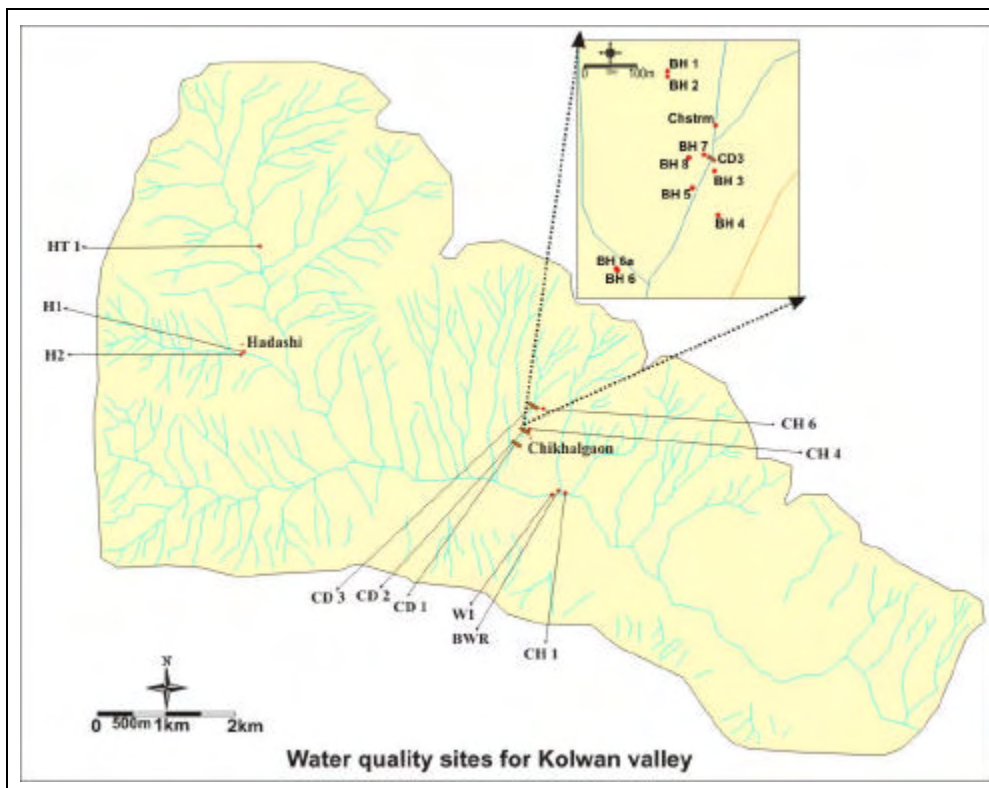 BH 1
BH 2
0 100m
Chstrm
BH 7
BH 8
CD3
BH 3
BH 5
BH 4
BH 6a
BH 6
HT 1
H1
Hadashi
H2
CH 6
CH 4
Chikhalgaon
CD 3
CD 2
CD 1
W1
BWR
CH 1
N
0 500m 1km 2km
Water quality sites for Kolwan valley